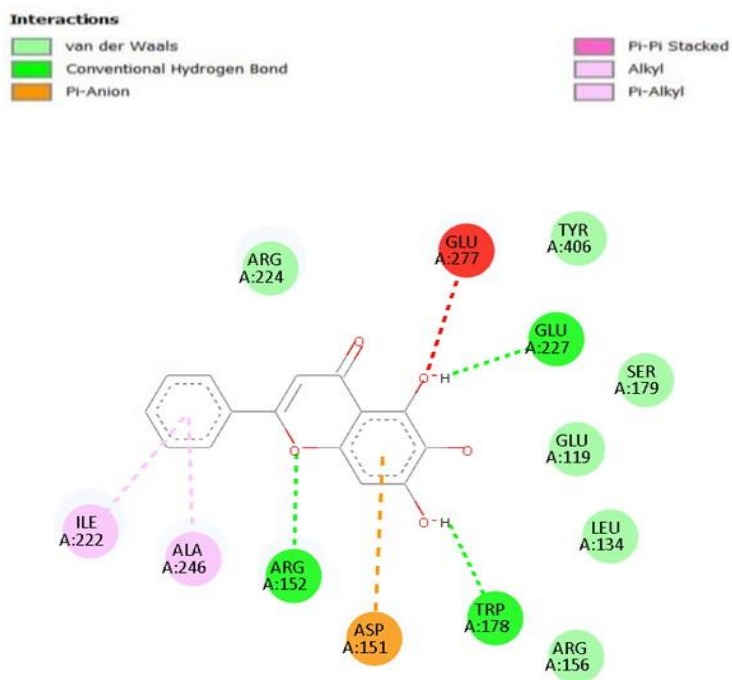 Interactions
van der Waals
Conventional Hydrogen Bond
Pi-Anion
Pi-Pi Stacked
Alkyl
Pi-Alkyl
TYR
A:406
GLU
A:277
ARG
A:224
GLU
A:227
O
O
H
SER
A:179
GLU
A:119
O
O
O
H
ILE
A:222
ALA
A:246
ARG
A:152
LEU
A:134
TRP
A:178
ASP
A:151
ARG
A:156